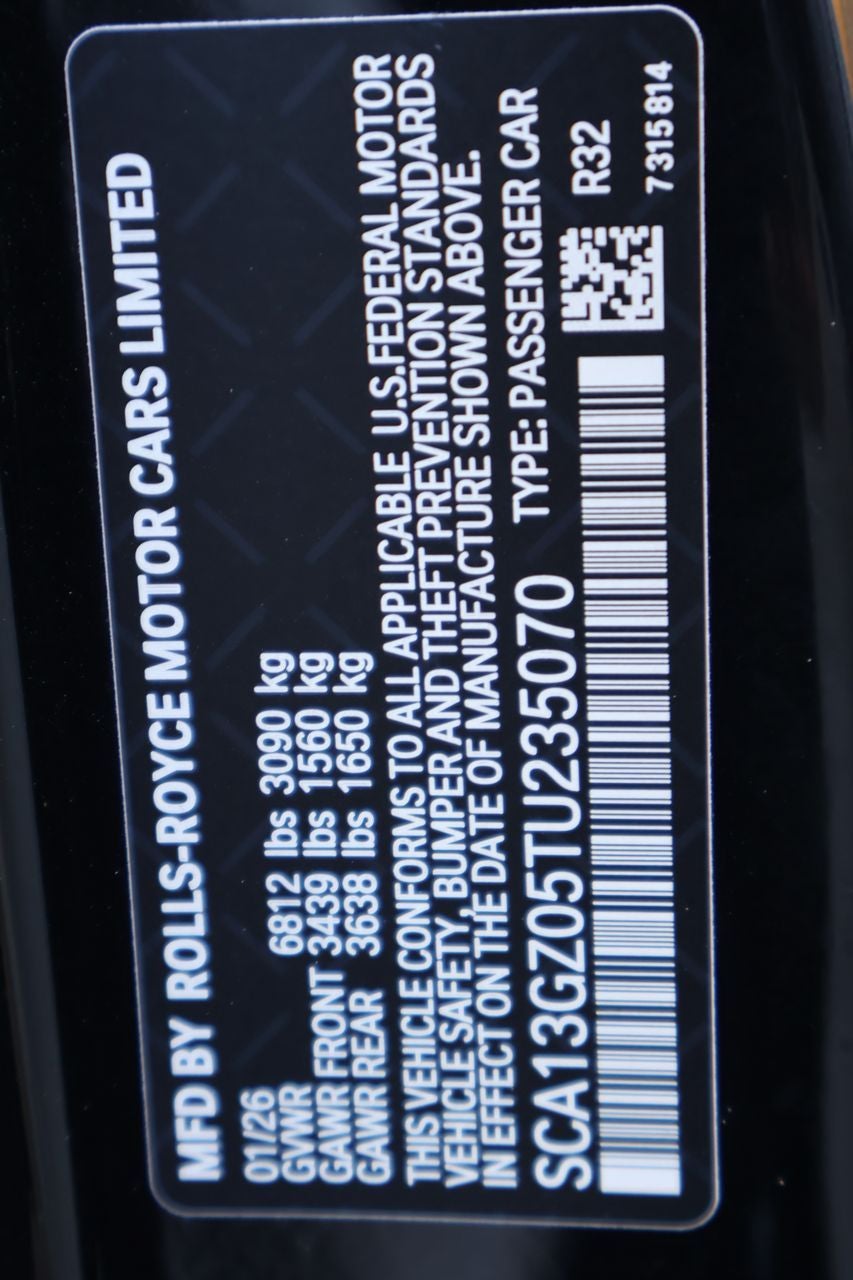 MFD BY ROLLS-ROYCE MOTOR CARS LIMITED
01/26
GVWR 6812 lbs 3090 kg
GAWR FRONT 3439 lbs 1560 kg
GAWR REAR 3638 lbs 1650 kg
THIS VEHICLE CONFORMS TO ALL APPLICABLE U.S.FEDERAL MOTOR
VEHICLE SAFETY, BUMPER AND THEFT PREVENTION STANDARDS
IN EFFECT ON THE DATE OF MANUFACTURE SHOWN ABOVE.
SCA13GZ05TU235070 TYPE: PASSENGER CAR
R32
7315814